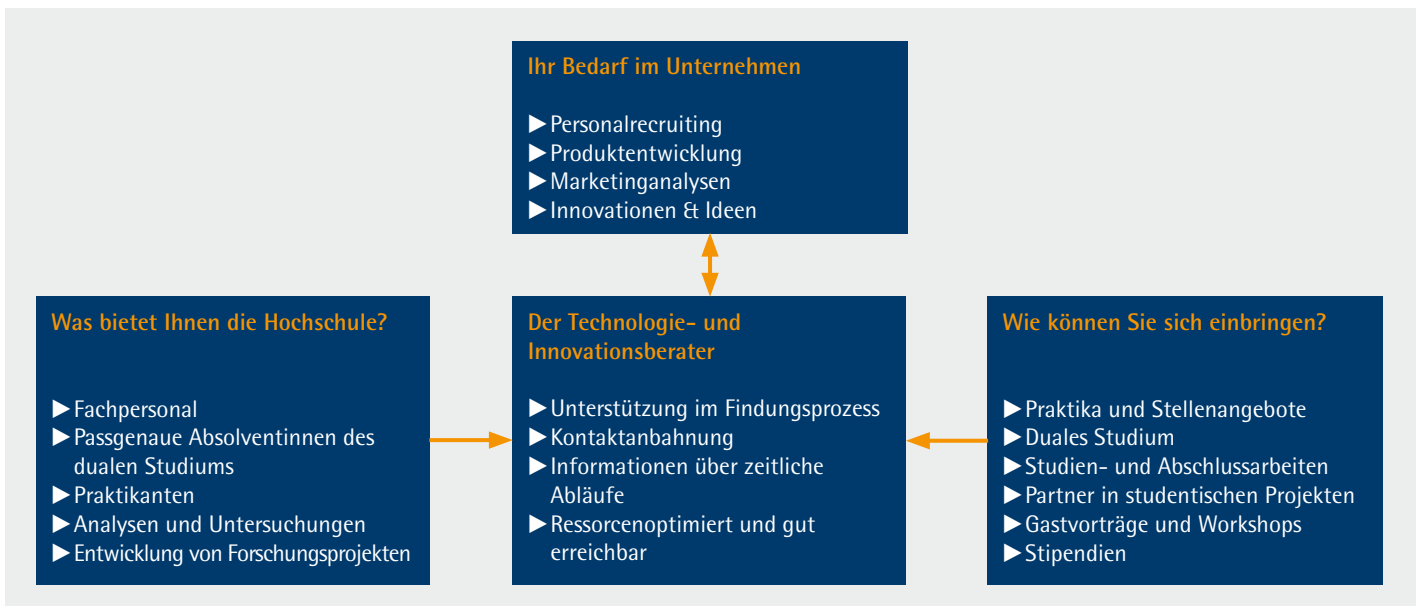 Ihr Bedarf im Unternehmen
▶Personalrecruiting
▶Produktentwicklung
▶Marketinganalysen
▶Innovationen & Ideen
Was bietet Ihnen die Hochschule?
▶Fachpersonal
▶Passgenaue Absolventinnen des
dualen Studiums
▶Praktikanten
▶Analysen und Untersuchungen
▶Entwicklung von Forschungsprojekten
Der Technologie- und
Innovationsberater
▶Unterstützung im Findungsprozess
▶Kontaktanbahnung
▶Informationen über zeitliche
Abläufe
▶Ressorcenoptimiert und gut
erreichbar
Wie können Sie sich einbringen?
▶Praktika und Stellenangebote
▶Duales Studium
▶Studien- und Abschlussarbeiten
▶Partner in studentischen Projekten
▶Gastvorträge und Workshops
▶Stipendien